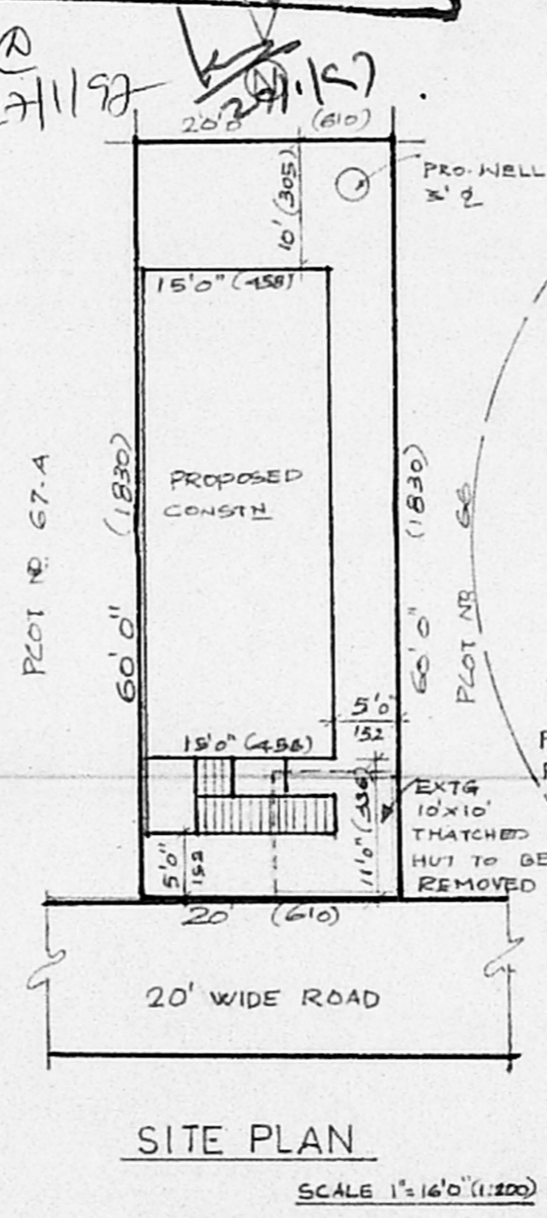 20'0" (610)
PRO. WELL
3' ⌀
10' (305)
15'0" (458)
PROPOSED
CONSTN
PLOT NO. 67-A
60'0" (1830)
60'0" (1830)
PLOT NO 66
5'0"
152
15'0" (458)
11'0" (336)
5'0"
152
EXTG
10'x10'
THATCHED
HUT TO BE
REMOVED
20' (610)
20' WIDE ROAD
SITE PLAN
SCALE 1"=16'0" (1:200)